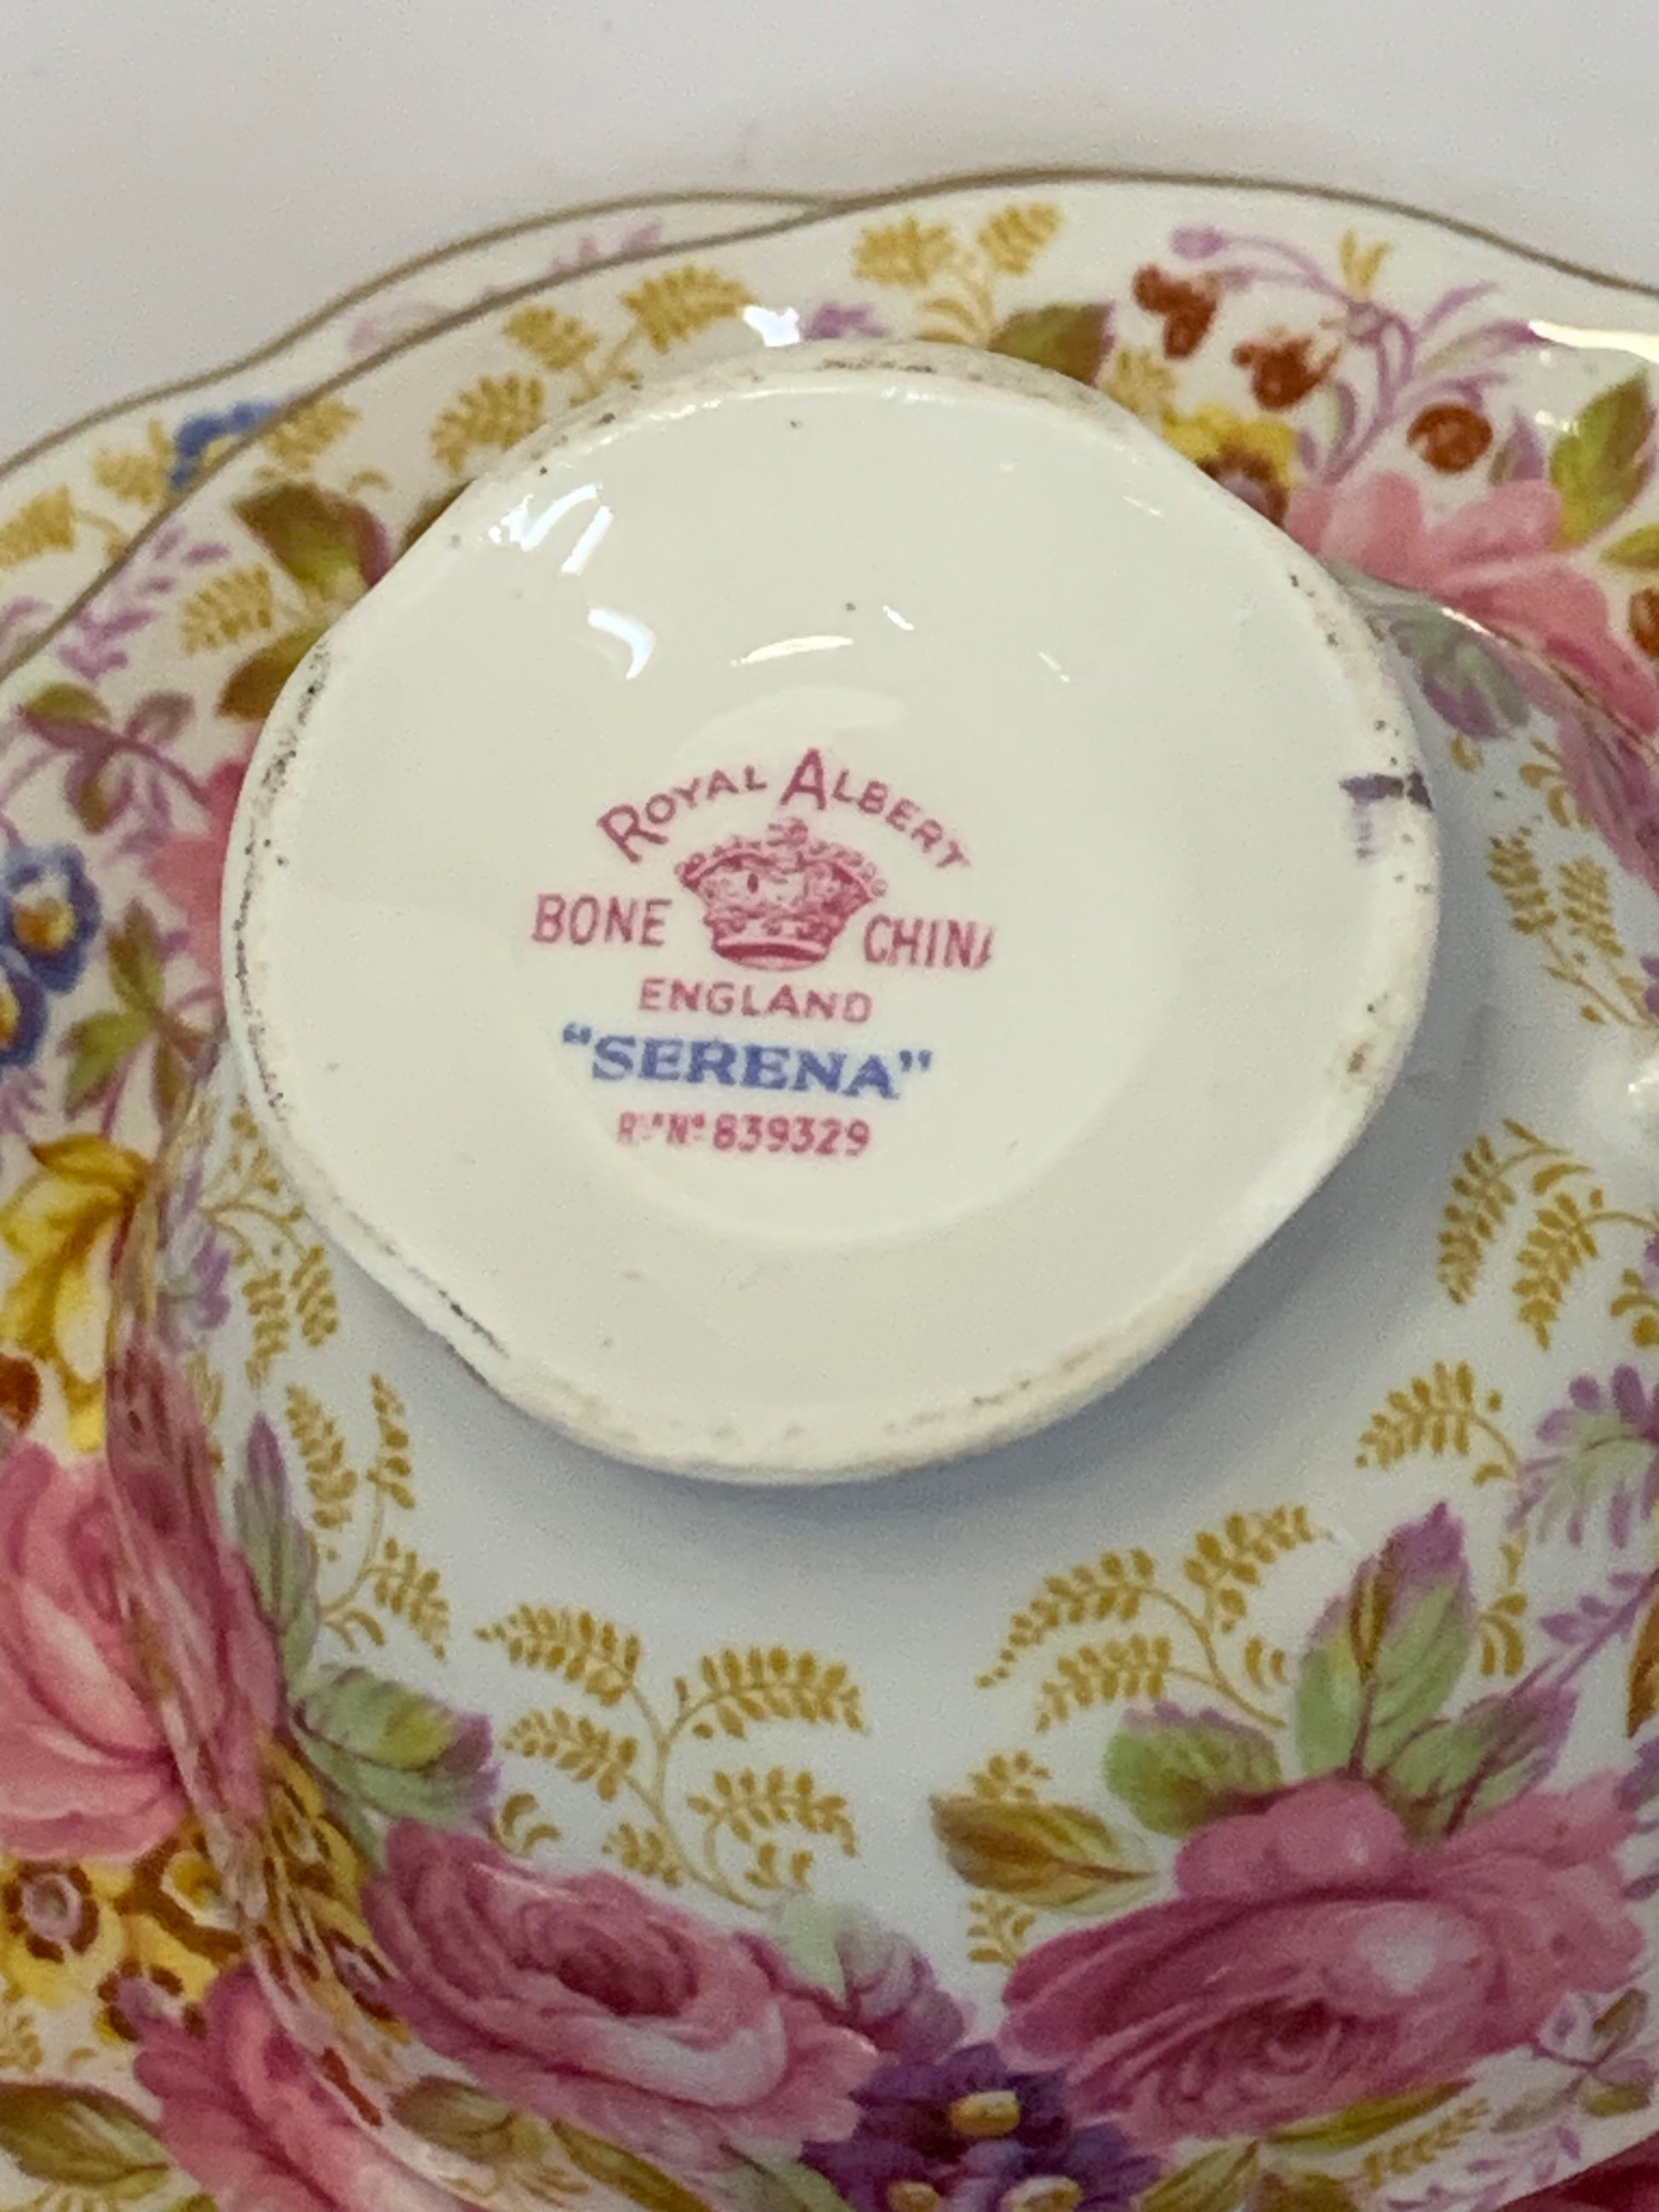 ROYAL ALBERT
BONE CHINA
ENGLAND
"SERENA"
Rᵈ Nº 839329